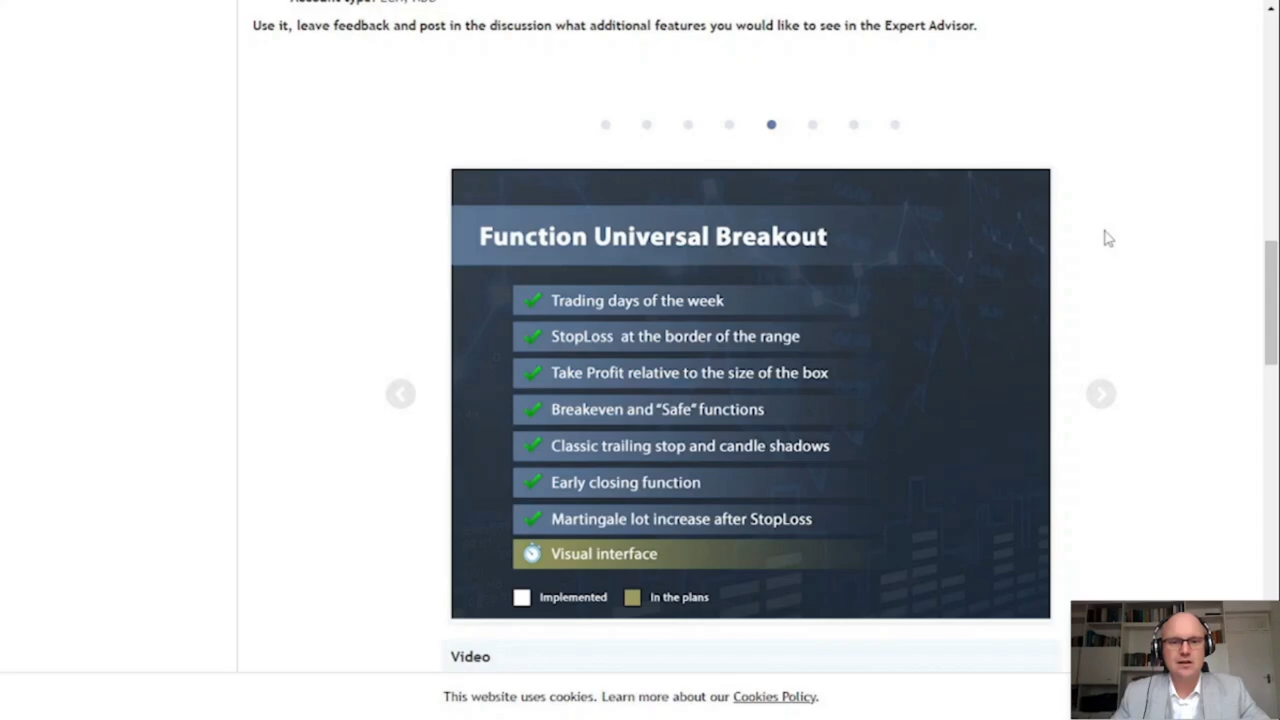 Account type: ECN, RDD
Use it, leave feedback and post in the discussion what additional features you would like to see in the Expert Advisor.
Function Universal Breakout
Trading days of the week
StopLoss at the border of the range
Take Profit relative to the size of the box
Breakeven and "Safe" functions
Classic trailing stop and candle shadows
Early closing function
Martingale lot increase after StopLoss
Visual interface
Implemented In the plans
Video
This website uses cookies. Learn more about our Cookies Policy.